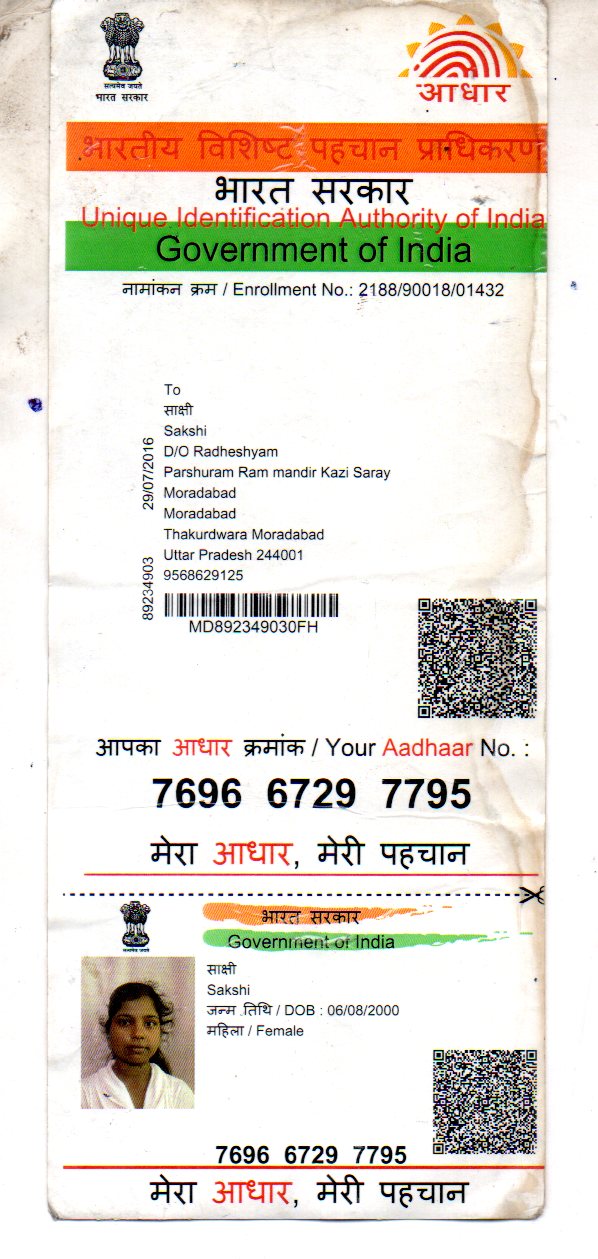 सत्यमेव जयते
भारत सरकार
आधार
भारतीय विशिष्ट पहचान प्राधिकरण
भारत सरकार
Unique Identification Authority of India
Government of India
नामांकन क्रम / Enrollment No.: 2188/90018/01432
To
साक्षी
Sakshi
D/O Radheshyam
Parshuram Ram mandir Kazi Saray
Moradabad
Moradabad
Thakurdwara Moradabad
Uttar Pradesh 244001
9568629125
29/07/2016
89234903
MD892349030FH
आपका आधार क्रमांक / Your Aadhaar No. :
7696 6729 7795
मेरा आधार, मेरी पहचान
सत्यमेव जयते
भारत सरकार
Government of India
साक्षी
Sakshi
जन्म तिथि / DOB : 06/08/2000
महिला / Female
7696 6729 7795
मेरा आधार, मेरी पहचान